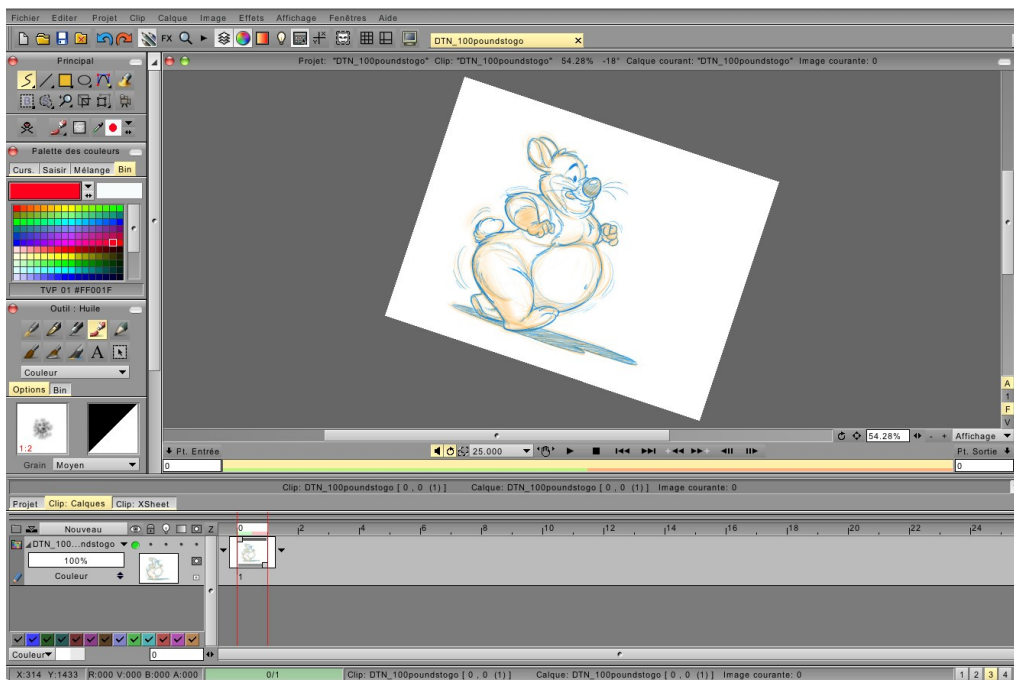 Fichier Editer Projet Clip Calque Image Effets Affichage Fenêtres Aide
FX DTN_100poundstogo
Principal
Projet: "DTN_100poundstogo" Clip: "DTN_100poundstogo" 54.28% -18° Calque courant: "DTN_100poundstogo" Image courante: 0
Palette des couleurs
Curs. Saisir Mélange Bin
TVP 01 #FF001F
Outil : Huile
A
Couleur
Options Bin
1:2
Grain Moyen
A
1
F
V
54.28% - + Affichage
Pt. Entrée 25.000 Pt. Sortie
0 0
Clip: DTN_100poundstogo [ 0 , 0 (1) ] Calque: DTN_100poundstogo [ 0 , 0 (1) ] Image courante: 0
Projet Clip: Calques Clip: XSheet
Nouveau Z 0 2 4 6 8 10 12 14 16 18 20 22 24
DTN_100...ndstogo
100%
Couleur 1
Couleur 0
X:314 Y:1433 R:000 V:000 B:000 A:000 0/1 Clip: DTN_100poundstogo [ 0 , 0 (1) ] Calque: DTN_100poundstogo [ 0 , 0 (1) ] Image courante: 0 1 2 3 4